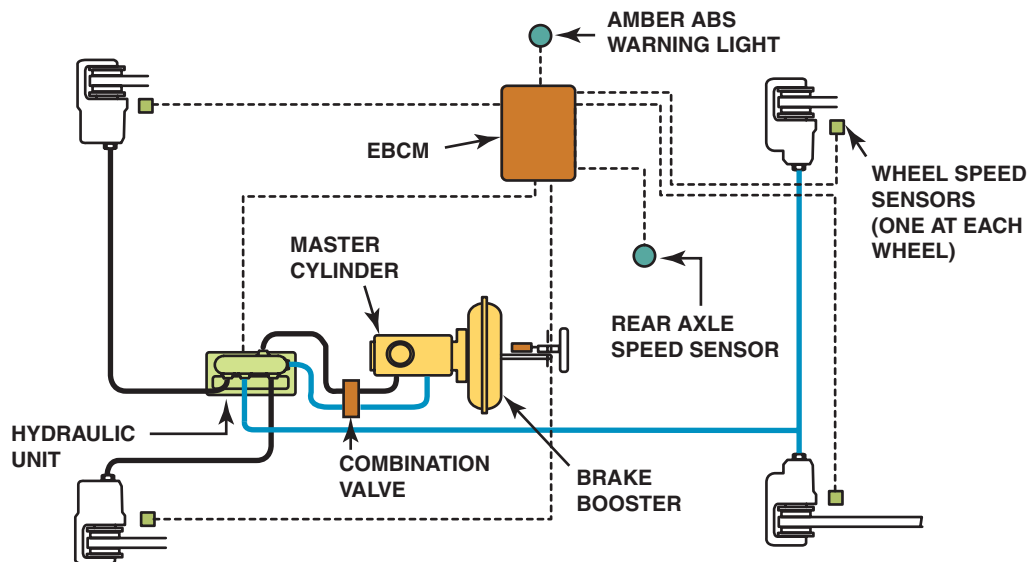 AMBER ABS
WARNING LIGHT
EBCM
WHEEL SPEED
SENSORS
(ONE AT EACH
WHEEL)
MASTER
CYLINDER
REAR AXLE
SPEED SENSOR
HYDRAULIC
UNIT
COMBINATION
VALVE
BRAKE
BOOSTER